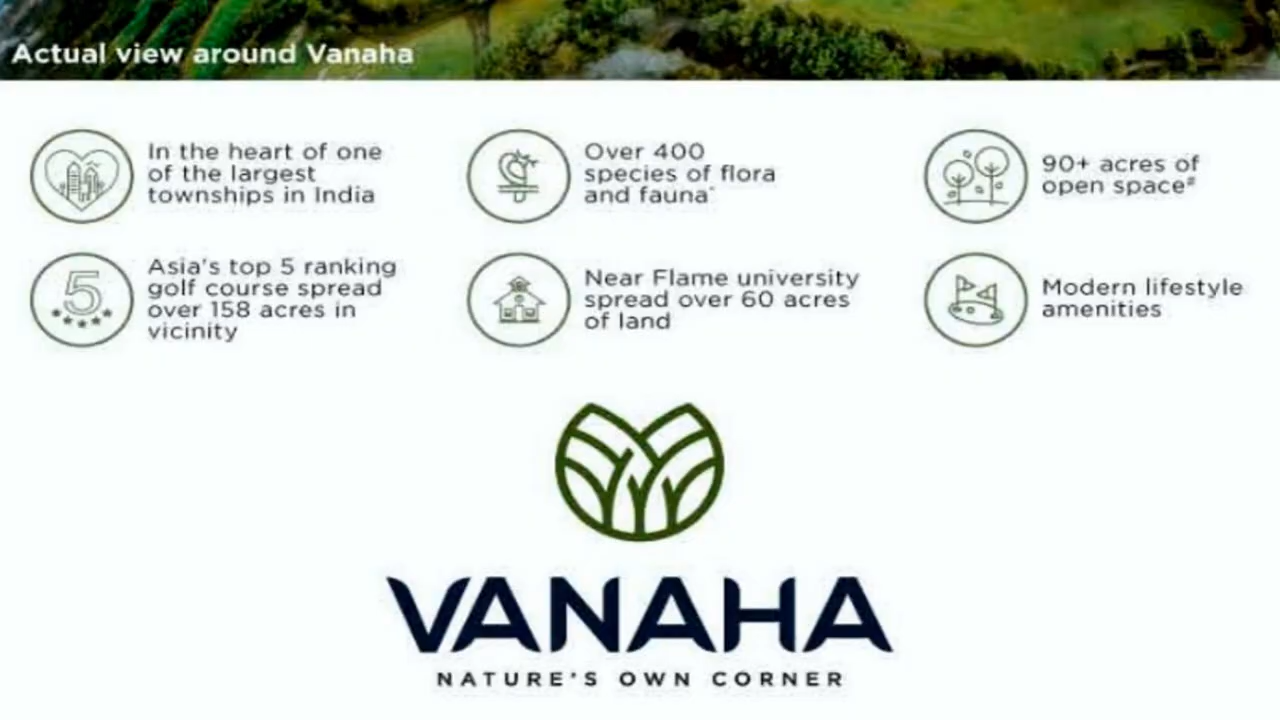 Actual view around Vanaha
In the heart of one
of the largest
townships in India
Over 400
species of flora
and fauna*
90+ acres of
open space#
5
Asia's top 5 ranking
golf course spread
over 158 acres in
vicinity
Near Flame university
spread over 60 acres
of land
Modern lifestyle
amenities
VANAHA
NATURE'S OWN CORNER